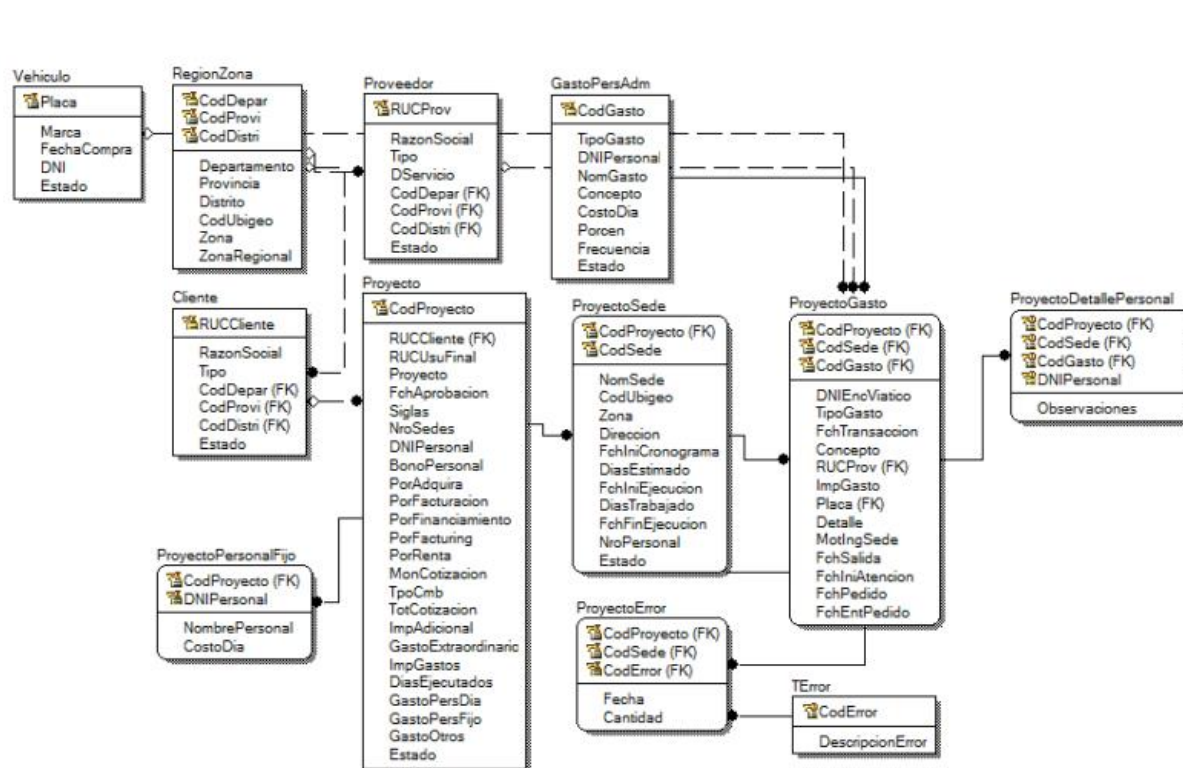 Vehiculo
Placa
Marca
FechaCompra
DNI
Estado
RegionZona
CodDepar
CodProvi
CodDistri
Departamento
Provincia
Distrito
CodUbigeo
Zona
ZonaRegional
Proveedor
RUCProv
RazonSocial
Tipo
DServicio
CodDepar (FK)
CodProvi (FK)
CodDistri (FK)
Estado
GastoPersAdm
CodGasto
TipoGasto
DNIPersonal
NomGasto
Concepto
CostoDia
Porcen
Frecuencia
Estado
Cliente
RUCCliente
RazonSocial
Tipo
CodDepar (FK)
CodProvi (FK)
CodDistri (FK)
Estado
Proyecto
CodProyecto
RUCCliente (FK)
RUCUsuFinal
Proyecto
FchAprobacion
Siglas
NroSedes
DNIPersonal
BonoPersonal
PorAdquira
PorFacturacion
PorFinanciamiento
PorFacturing
PorRenta
MonCotizacion
TpoCmb
TotCotizacion
ImpAdicional
GastoExtraordinaric
ImpGastos
DiasEjecutados
GastoPersDia
GastoPersFijo
GastoOtros
Estado
ProyectoSede
CodProyecto (FK)
CodSede
NomSede
CodUbigeo
Zona
Direccion
FchIniCronograma
DiasEstimado
FchIniEjecucion
DiasTrabajado
FchFinEjecucion
NroPersonal
Estado
ProyectoGasto
CodProyecto (FK)
CodSede (FK)
CodGasto (FK)
DNIEncViatico
TipoGasto
FchTransaccion
Concepto
RUCProv (FK)
ImpGasto
Placa (FK)
Detalle
MotIngSede
FchSalida
FchIniAtencion
FchPedido
FchEntPedido
ProyectoDetallePersonal
CodProyecto (FK)
CodSede (FK)
CodGasto (FK)
DNIPersonal
Observaciones
ProyectoPersonalFijo
CodProyecto (FK)
DNIPersonal
NombrePersonal
CostoDia
ProyectoError
CodProyecto (FK)
CodSede (FK)
CodError (FK)
Fecha
Cantidad
TError
CodError
DescripcionError